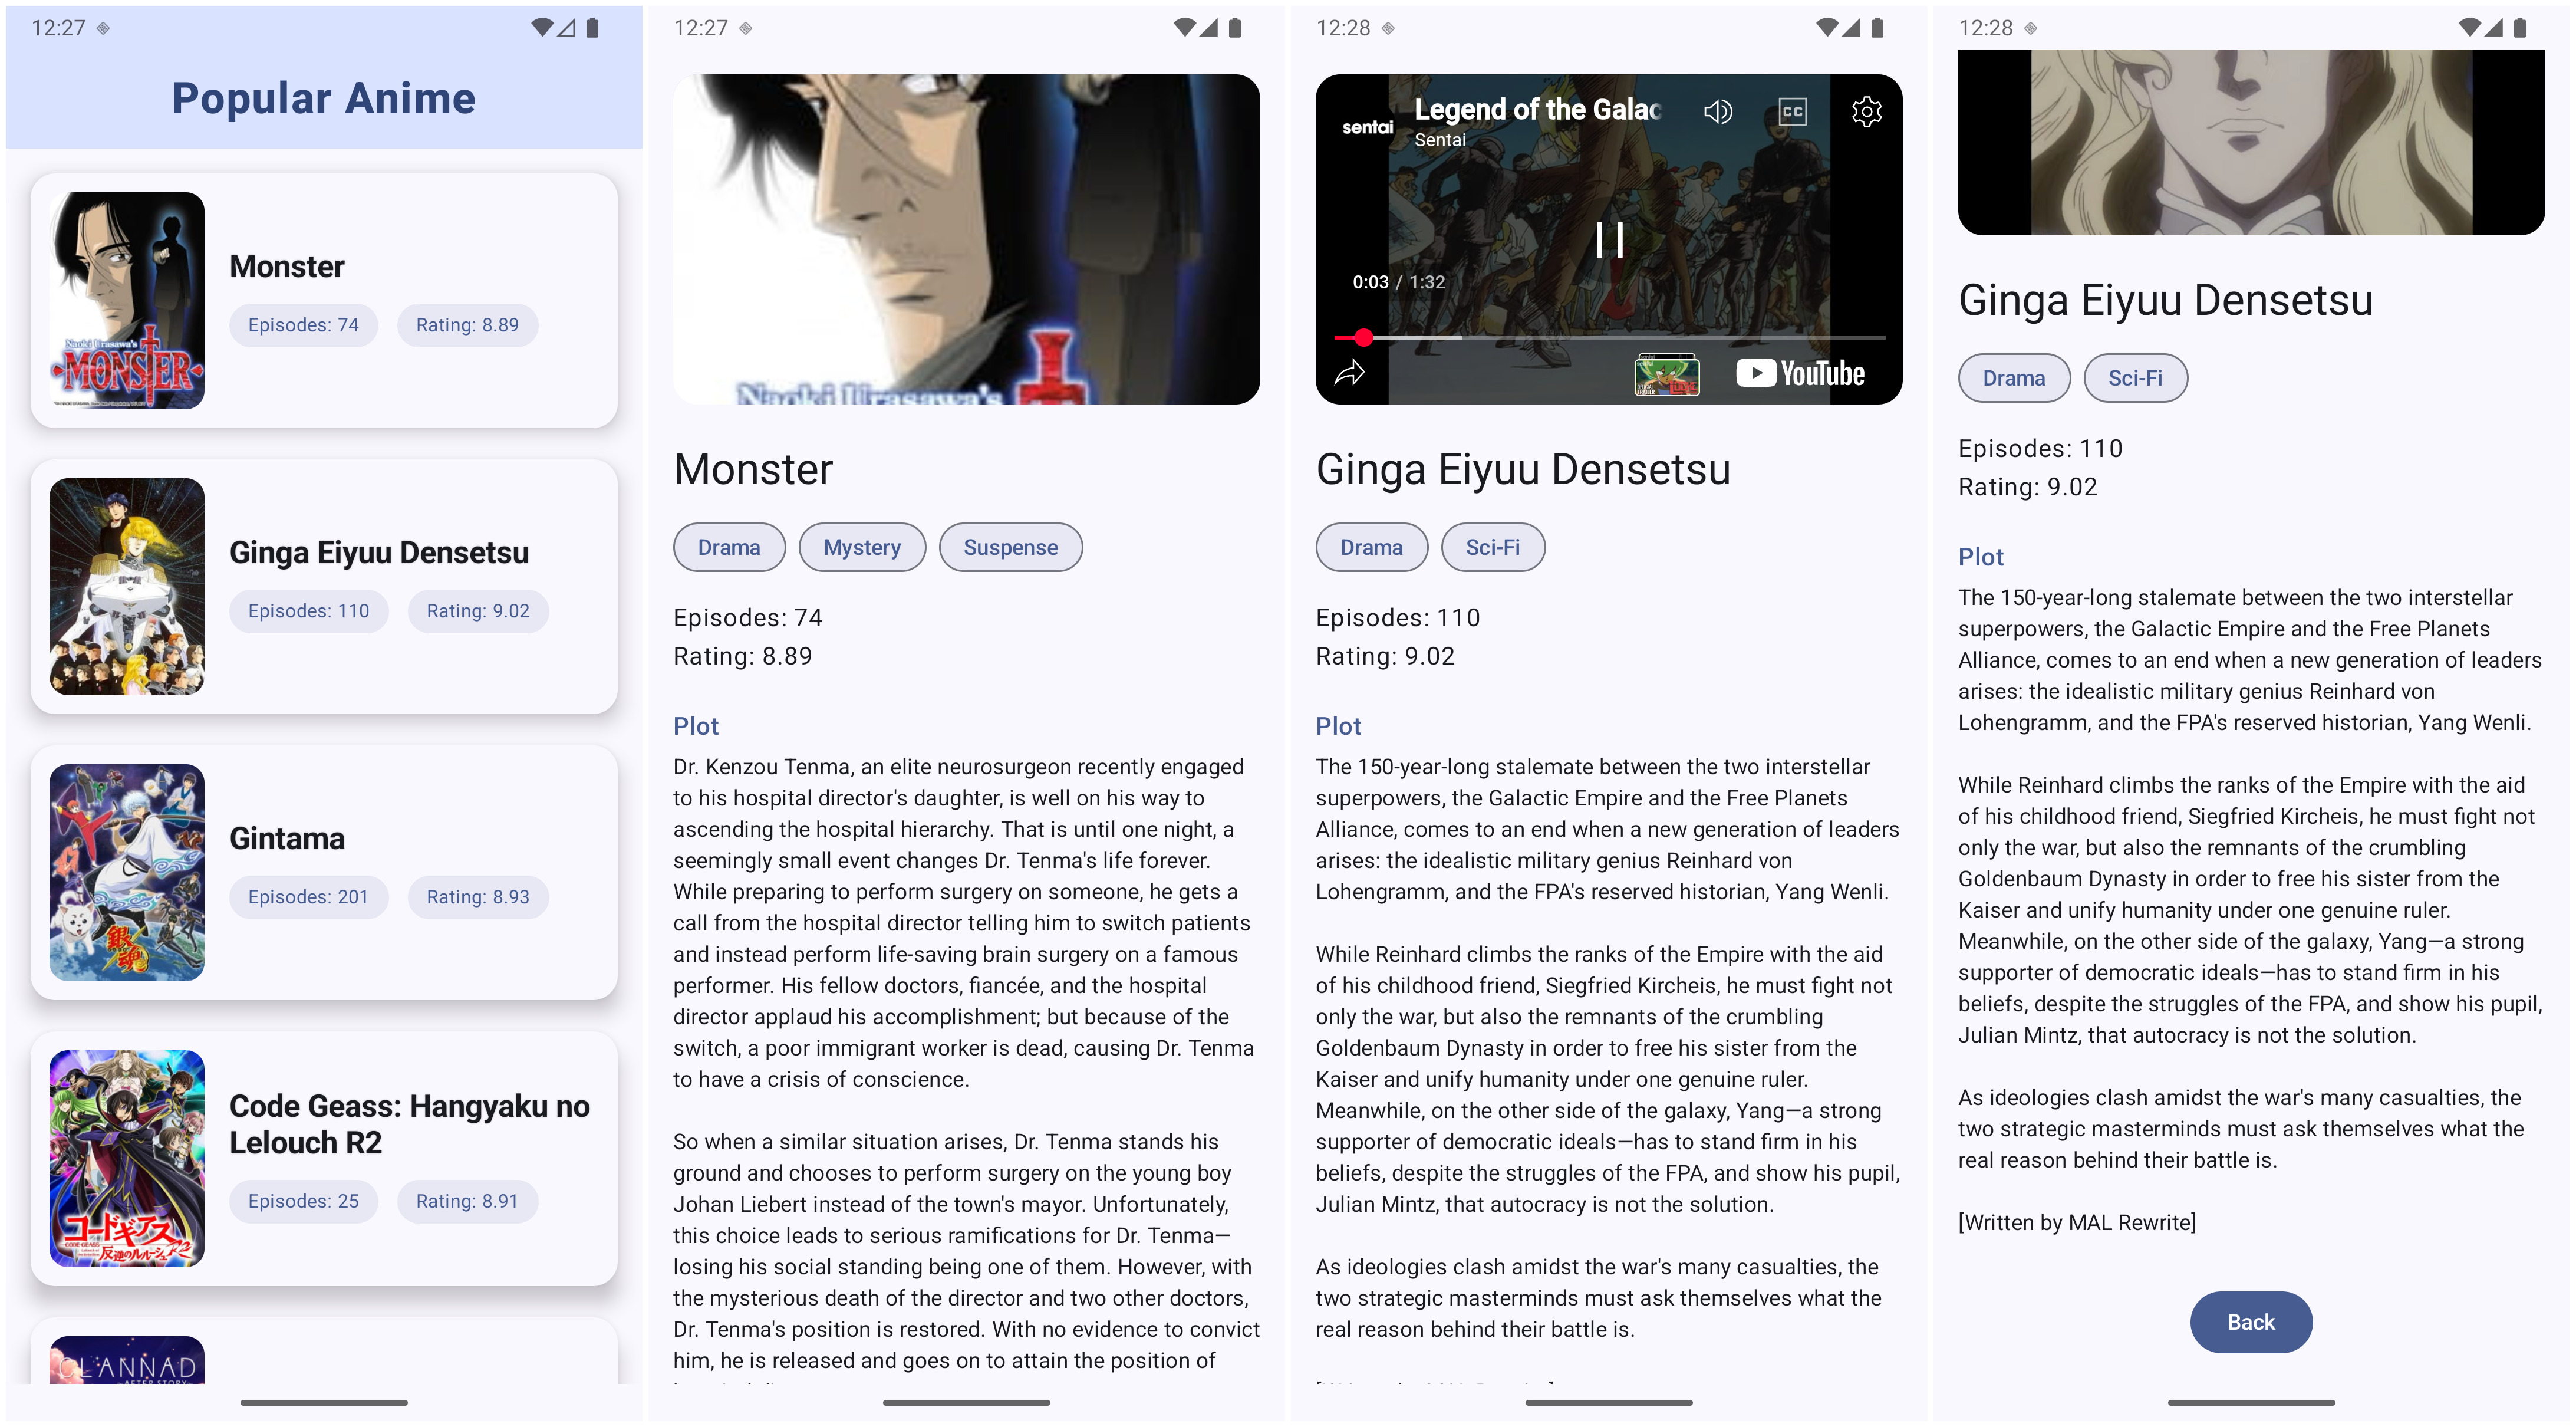 12:27
Popular Anime
Naoki Urasawa's
MONSTER
Monster
Episodes: 74
Rating: 8.89
Ginga Eiyuu Densetsu
Episodes: 110
Rating: 9.02
銀魂
Gintama
Episodes: 201
Rating: 8.93
コードギアス
反逆のルルーシュ R2
Code Geass: Hangyaku no
Lelouch R2
Episodes: 25
Rating: 8.91
CLANNAD
AFTER STORY
12:27
Naoki Urasawa's
Monster
Drama
Mystery
Suspense
Episodes: 74
Rating: 8.89
Plot
Dr. Kenzou Tenma, an elite neurosurgeon recently engaged
to his hospital director's daughter, is well on his way to
ascending the hospital hierarchy. That is until one night, a
seemingly small event changes Dr. Tenma's life forever.
While preparing to perform surgery on someone, he gets a
call from the hospital director telling him to switch patients
and instead perform life-saving brain surgery on a famous
performer. His fellow doctors, fiancée, and the hospital
director applaud his accomplishment; but because of the
switch, a poor immigrant worker is dead, causing Dr. Tenma
to have a crisis of conscience.
So when a similar situation arises, Dr. Tenma stands his
ground and chooses to perform surgery on the young boy
Johan Liebert instead of the town's mayor. Unfortunately,
this choice leads to serious ramifications for Dr. Tenma—
losing his social standing being one of them. However, with
the mysterious death of the director and two other doctors,
Dr. Tenma's position is restored. With no evidence to convict
him, he is released and goes on to attain the position of
12:28
sentai
Legend of the Galac
Sentai
CC
0:03 / 1:32
YouTube
Ginga Eiyuu Densetsu
Drama
Sci-Fi
Episodes: 110
Rating: 9.02
Plot
The 150-year-long stalemate between the two interstellar
superpowers, the Galactic Empire and the Free Planets
Alliance, comes to an end when a new generation of leaders
arises: the idealistic military genius Reinhard von
Lohengramm, and the FPA's reserved historian, Yang Wenli.
While Reinhard climbs the ranks of the Empire with the aid
of his childhood friend, Siegfried Kircheis, he must fight not
only the war, but also the remnants of the crumbling
Goldenbaum Dynasty in order to free his sister from the
Kaiser and unify humanity under one genuine ruler.
Meanwhile, on the other side of the galaxy, Yang—a strong
supporter of democratic ideals—has to stand firm in his
beliefs, despite the struggles of the FPA, and show his pupil,
Julian Mintz, that autocracy is not the solution.
As ideologies clash amidst the war's many casualties, the
two strategic masterminds must ask themselves what the
real reason behind their battle is.
12:28
Ginga Eiyuu Densetsu
Drama
Sci-Fi
Episodes: 110
Rating: 9.02
Plot
The 150-year-long stalemate between the two interstellar
superpowers, the Galactic Empire and the Free Planets
Alliance, comes to an end when a new generation of leaders
arises: the idealistic military genius Reinhard von
Lohengramm, and the FPA's reserved historian, Yang Wenli.
While Reinhard climbs the ranks of the Empire with the aid
of his childhood friend, Siegfried Kircheis, he must fight not
only the war, but also the remnants of the crumbling
Goldenbaum Dynasty in order to free his sister from the
Kaiser and unify humanity under one genuine ruler.
Meanwhile, on the other side of the galaxy, Yang—a strong
supporter of democratic ideals—has to stand firm in his
beliefs, despite the struggles of the FPA, and show his pupil,
Julian Mintz, that autocracy is not the solution.
As ideologies clash amidst the war's many casualties, the
two strategic masterminds must ask themselves what the
real reason behind their battle is.
[Written by MAL Rewrite]
Back